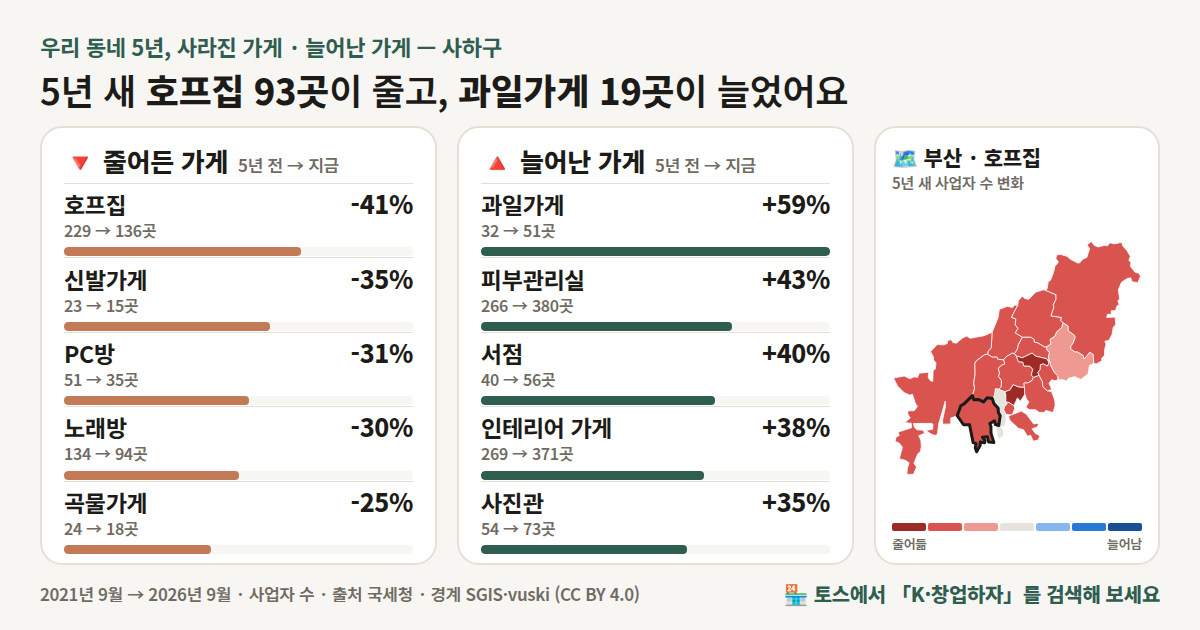 우리 동네 5년, 사라진 가게 · 늘어난 가게 — 사하구
5년 새 호프집 93곳이 줄고, 과일가게 19곳이 늘었어요
🔻 줄어든 가게 5년 전 → 지금
호프집 -41%
229 → 136곳
신발가게 -35%
23 → 15곳
PC방 -31%
51 → 35곳
노래방 -30%
134 → 94곳
곡물가게 -25%
24 → 18곳
🔺 늘어난 가게 5년 전 → 지금
과일가게 +59%
32 → 51곳
피부관리실 +43%
266 → 380곳
서점 +40%
40 → 56곳
인테리어 가게 +38%
269 → 371곳
사진관 +35%
54 → 73곳
🗺️ 부산 · 호프집
5년 새 사업자 수 변화
줄어듦 늘어남
2021년 9월 → 2026년 9월 · 사업자 수 · 출처 국세청 · 경계 SGIS·vuski (CC BY 4.0)
🏪 토스에서 「K·창업하자」를 검색해 보세요